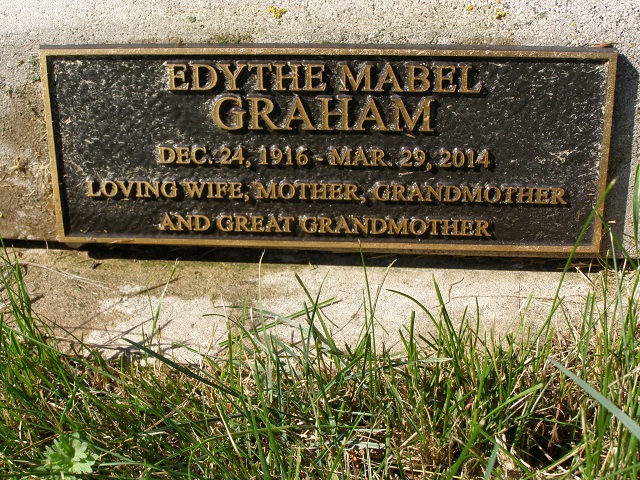 EDYTHE MABEL
GRAHAM
DEC. 24, 1916 - MAR. 29, 2014
LOVING WIFE, MOTHER, GRANDMOTHER
AND GREAT GRANDMOTHER